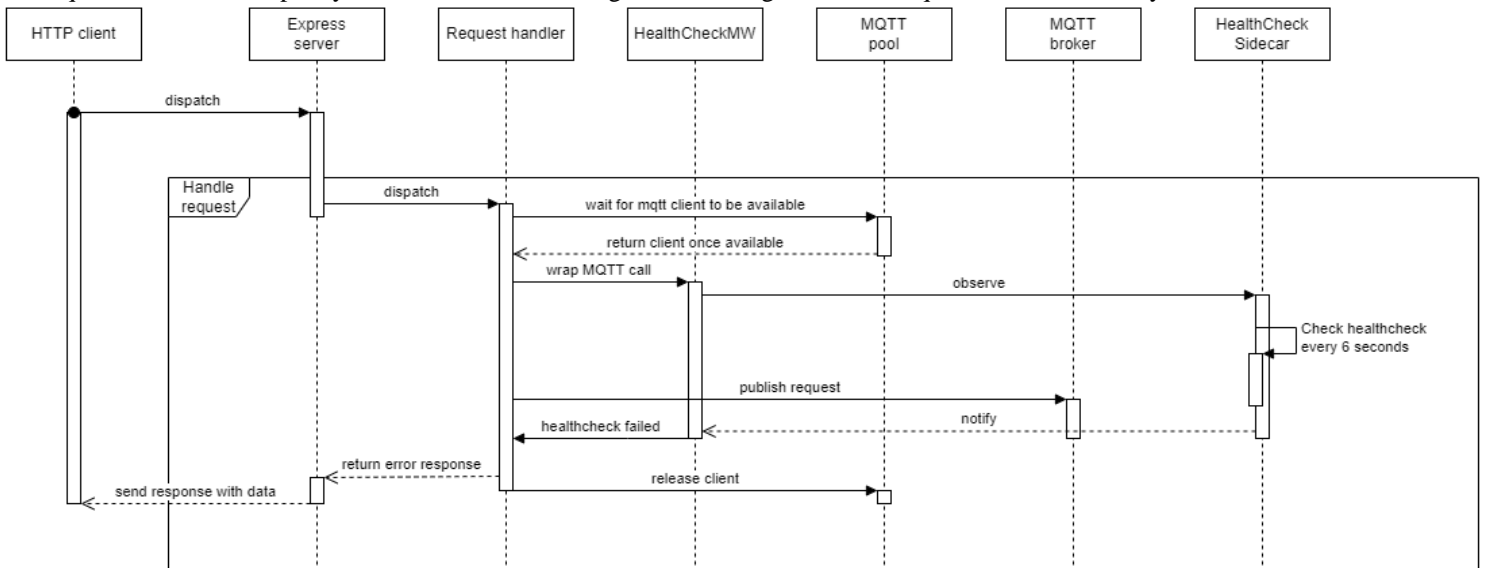 HTTP client
Express
server
Request handler
HealthCheckMW
MQTT
pool
MQTT
broker
HealthCheck
Sidecar
dispatch
Handle
request
dispatch
wait for mqtt client to be available
return client once available
wrap MQTT call
observe
Check healthcheck
every 6 seconds
publish request
notify
healthcheck failed
return error response
release client
send response with data